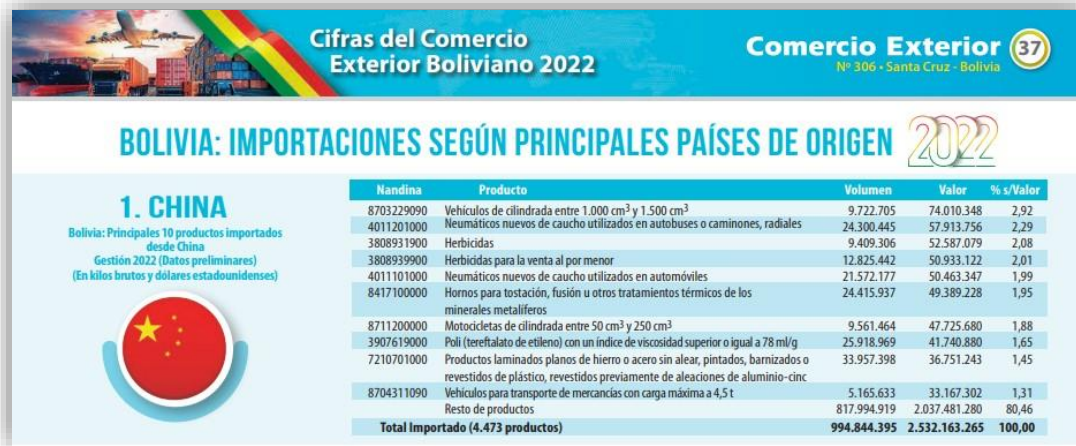 Cifras del Comercio
Exterior Boliviano 2022
Comercio Exterior
Nº 306 • Santa Cruz - Bolivia
37
BOLIVIA: IMPORTACIONES SEGÚN PRINCIPALES PAÍSES DE ORIGEN 2022
1. CHINA
Bolivia: Principales 10 productos importados
desde China
Gestión 2022 (Datos preliminares)
(En kilos brutos y dólares estadounidenses)
Nandina Producto Volumen Valor % s/Valor
8703229090 Vehículos de cilindrada entre 1.000 cm³ y 1.500 cm³ 9.722.705 74.010.348 2,92
4011201000 Neumáticos nuevos de caucho utilizados en autobuses o caminones, radiales 24.300.445 57.913.756 2,29
3808931900 Herbicidas 9.409.306 52.587.079 2,08
3808939900 Herbicidas para la venta al por menor 12.825.442 50.933.122 2,01
4011101000 Neumáticos nuevos de caucho utilizados en automóviles 21.572.177 50.463.347 1,99
8417100000 Hornos para tostación, fusión u otros tratamientos térmicos de los 24.415.937 49.389.228 1,95
minerales metalíferos
8711200000 Motocicletas de cilindrada entre 50 cm³ y 250 cm³ 9.561.464 47.725.680 1,88
3907619000 Poli (tereftalato de etileno) con un índice de viscosidad superior o igual a 78 ml/g 25.918.969 41.740.880 1,65
7210701000 Productos laminados planos de hierro o acero sin alear, pintados, barnizados o 33.957.398 36.751.243 1,45
revestidos de plástico, revestidos previamente de aleaciones de aluminio-cinc
8704311090 Vehículos para transporte de mercancías con carga máxima a 4,5 t 5.165.633 33.167.302 1,31
Resto de productos 817.994.919 2.037.481.280 80,46
Total Importado (4.473 productos) 994.844.395 2.532.163.265 100,00